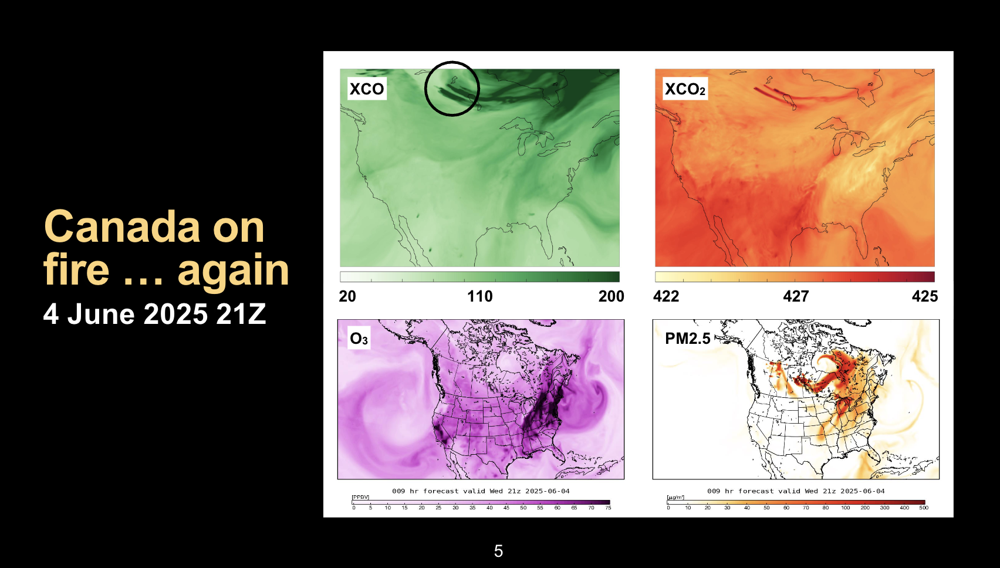 Canada on
fire … again
4 June 2025 21Z
XCO
XCO₂
20 110 200
422 427 425
O₃
PM2.5
009 hr forecast valid Wed 21z 2025-06-04
[PPBV]
0 5 10 15 20 25 30 35 40 45 50 55 60 65 70 75
009 hr forecast valid Wed 21z 2025-06-04
[µg/m³]
0 10 20 30 40 50 60 70 80 100 200 300 400 500
5